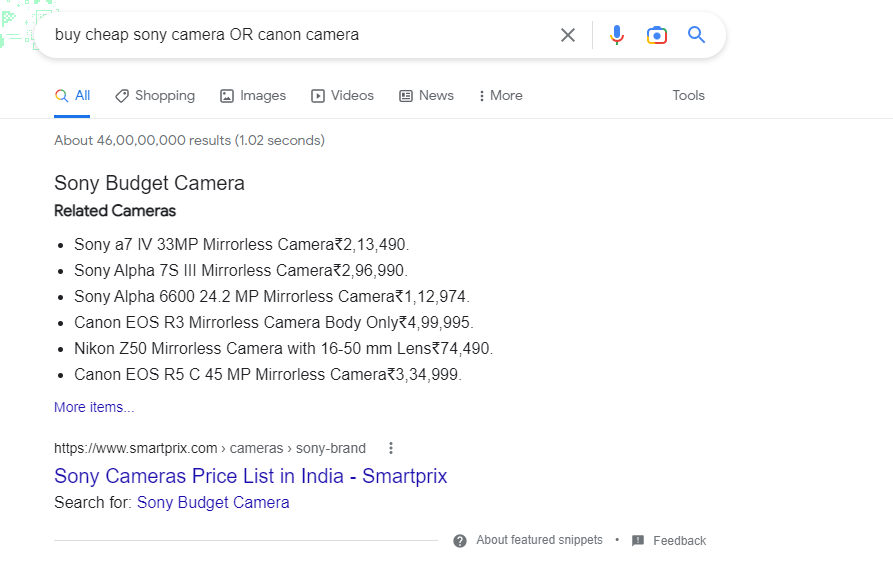 buy cheap sony camera OR canon camera
All Shopping Images Videos News More Tools
About 46,00,00,000 results (1.02 seconds)
Sony Budget Camera
Related Cameras
Sony a7 IV 33MP Mirrorless Camera₹2,13,490.
Sony Alpha 7S III Mirrorless Camera₹2,96,990.
Sony Alpha 6600 24.2 MP Mirrorless Camera₹1,12,974.
Canon EOS R3 Mirrorless Camera Body Only₹4,99,995.
Nikon Z50 Mirrorless Camera with 16-50 mm Lens₹74,490.
Canon EOS R5 C 45 MP Mirrorless Camera₹3,34,999.
More items...
https://www.smartprix.com › cameras › sony-brand
Sony Cameras Price List in India - Smartprix
Search for: Sony Budget Camera
About featured snippets • Feedback